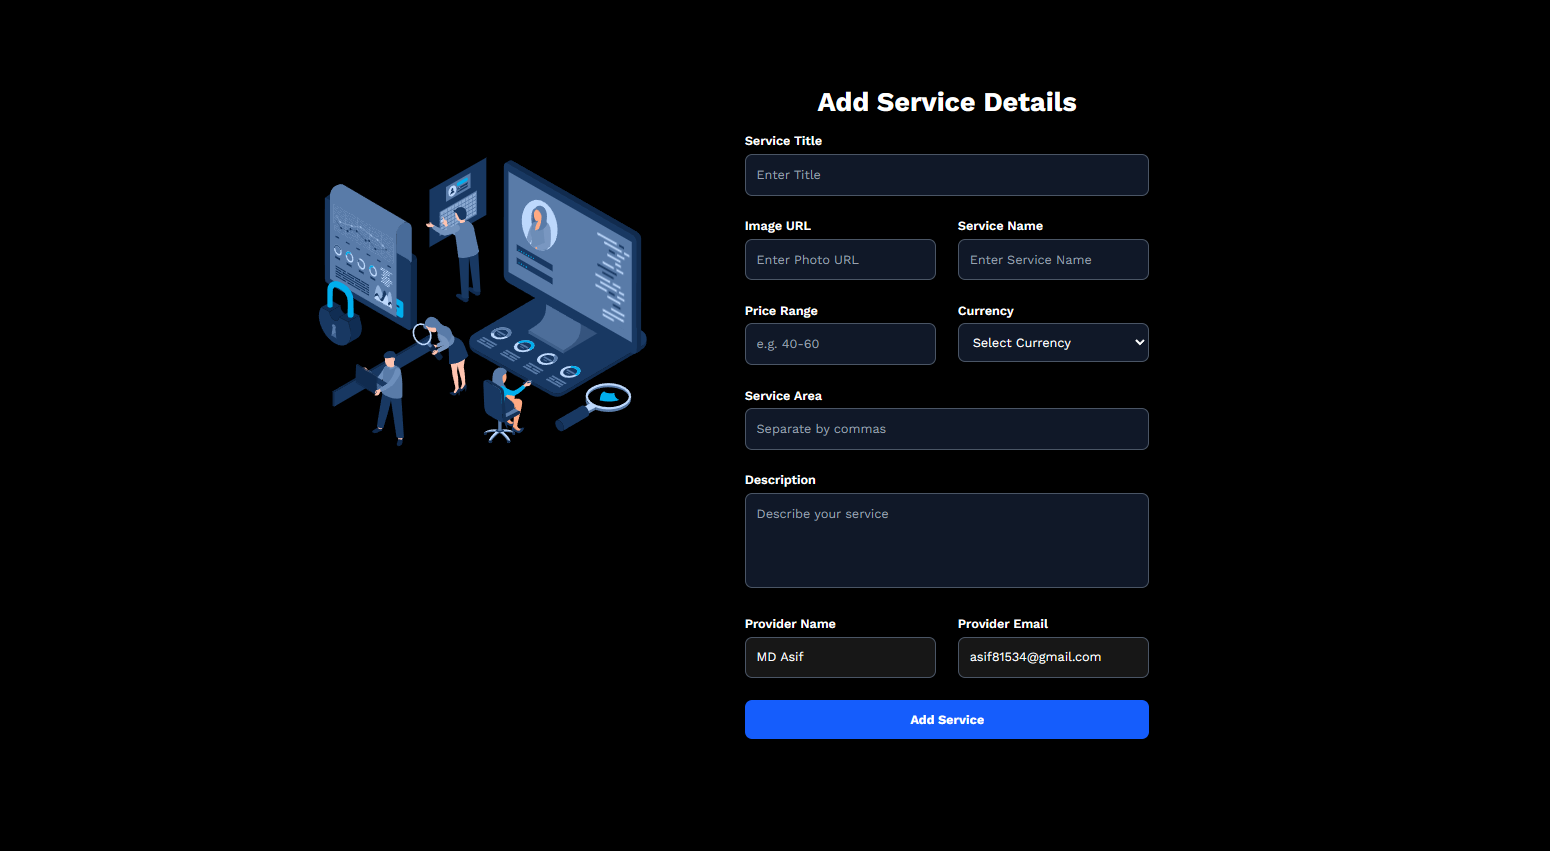 Add Service Details
Service Title
Enter Title
Image URL
Service Name
Enter Photo URL
Enter Service Name
Price Range
Currency
e.g. 40-60
Select Currency
Service Area
Separate by commas
Description
Describe your service
Provider Name
Provider Email
MD Asif
asif81534@gmail.com
Add Service